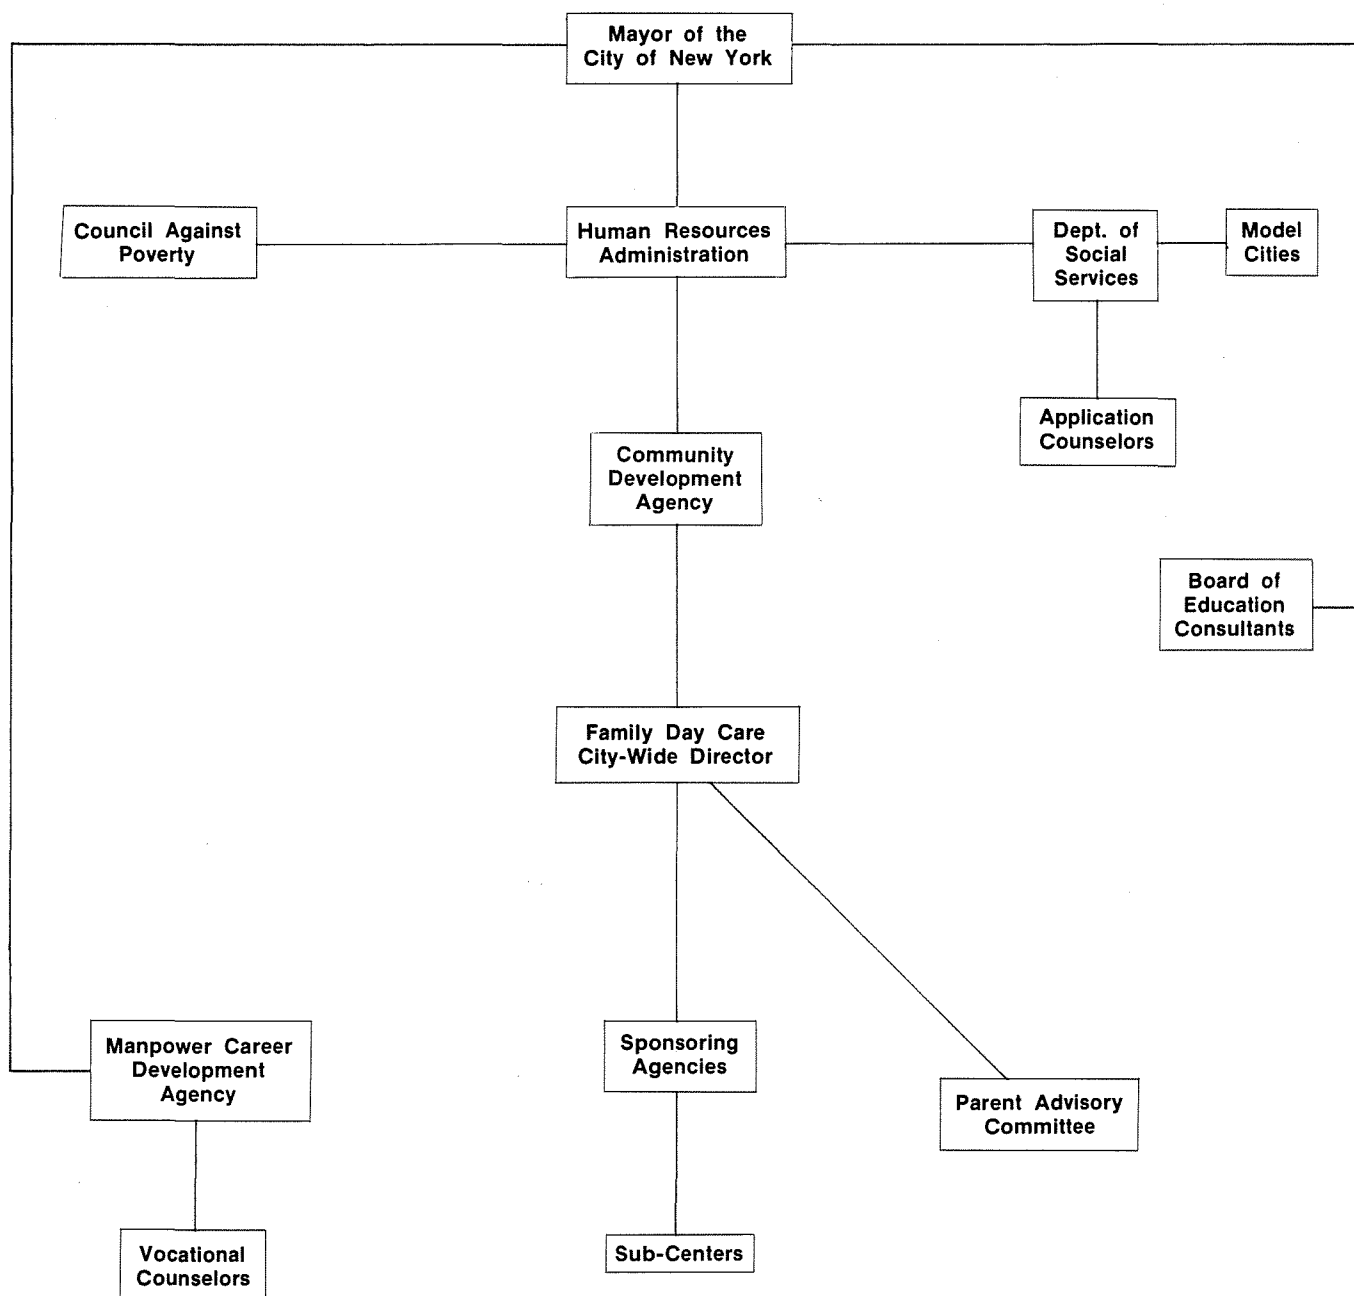 Mayor of the
City of New York
Council Against
Poverty
Human Resources
Administration
Dept. of
Social
Services
Model
Cities
Application
Counselors
Community
Development
Agency
Board of
Education
Consultants
Family Day Care
City-Wide Director
Manpower Career
Development
Agency
Sponsoring
Agencies
Parent Advisory
Committee
Vocational
Counselors
Sub-Centers